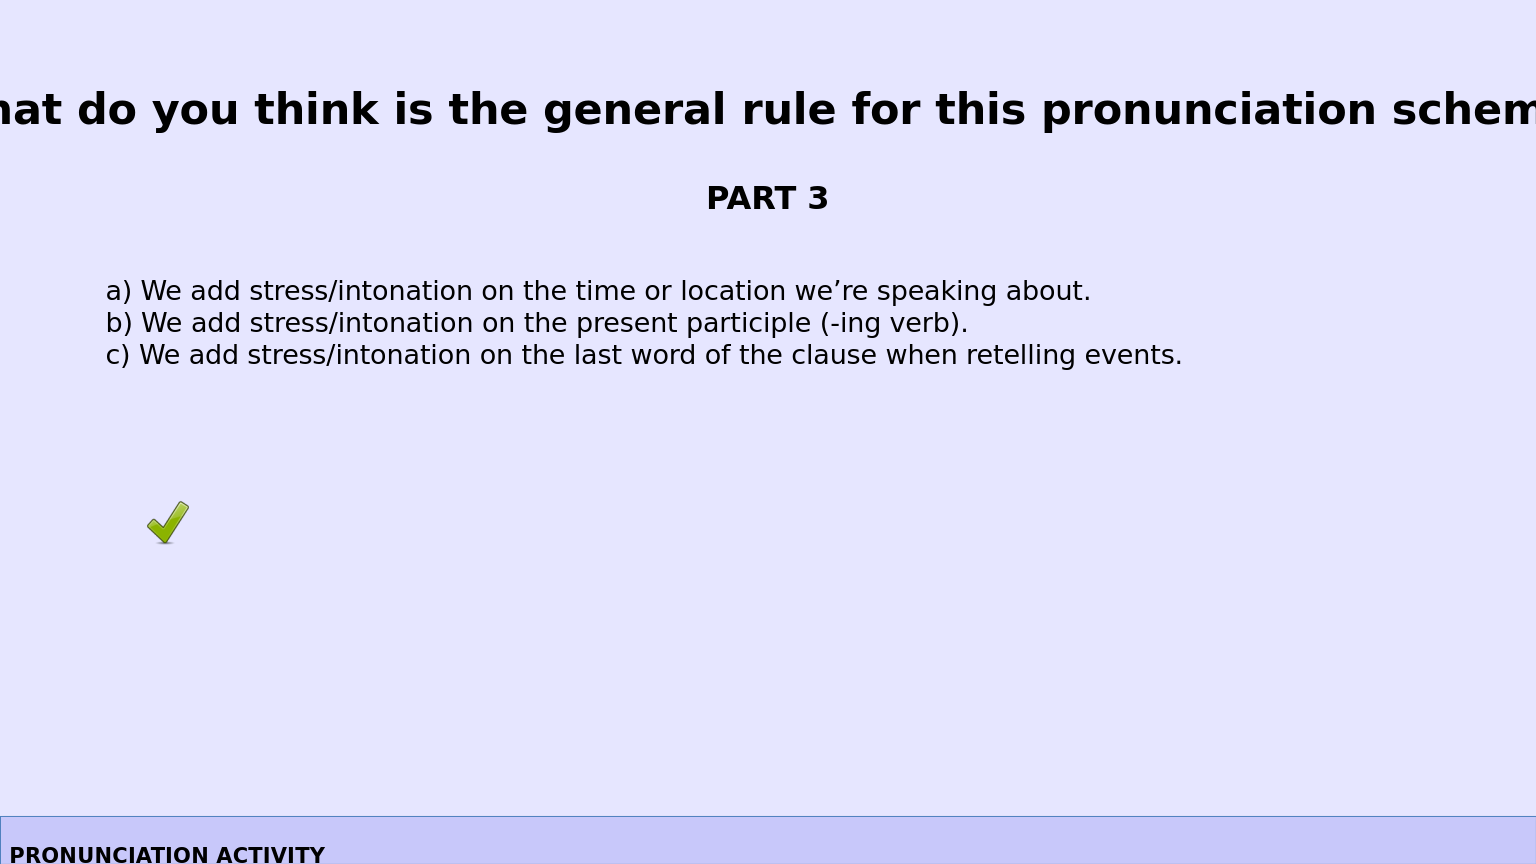 hat do you think is the general rule for this pronunciation schem
PART 3
a) We add stress/intonation on the time or location we’re speaking about.
b) We add stress/intonation on the present participle (-ing verb).
c) We add stress/intonation on the last word of the clause when retelling events.
PRONUNCIATION ACTIVITY